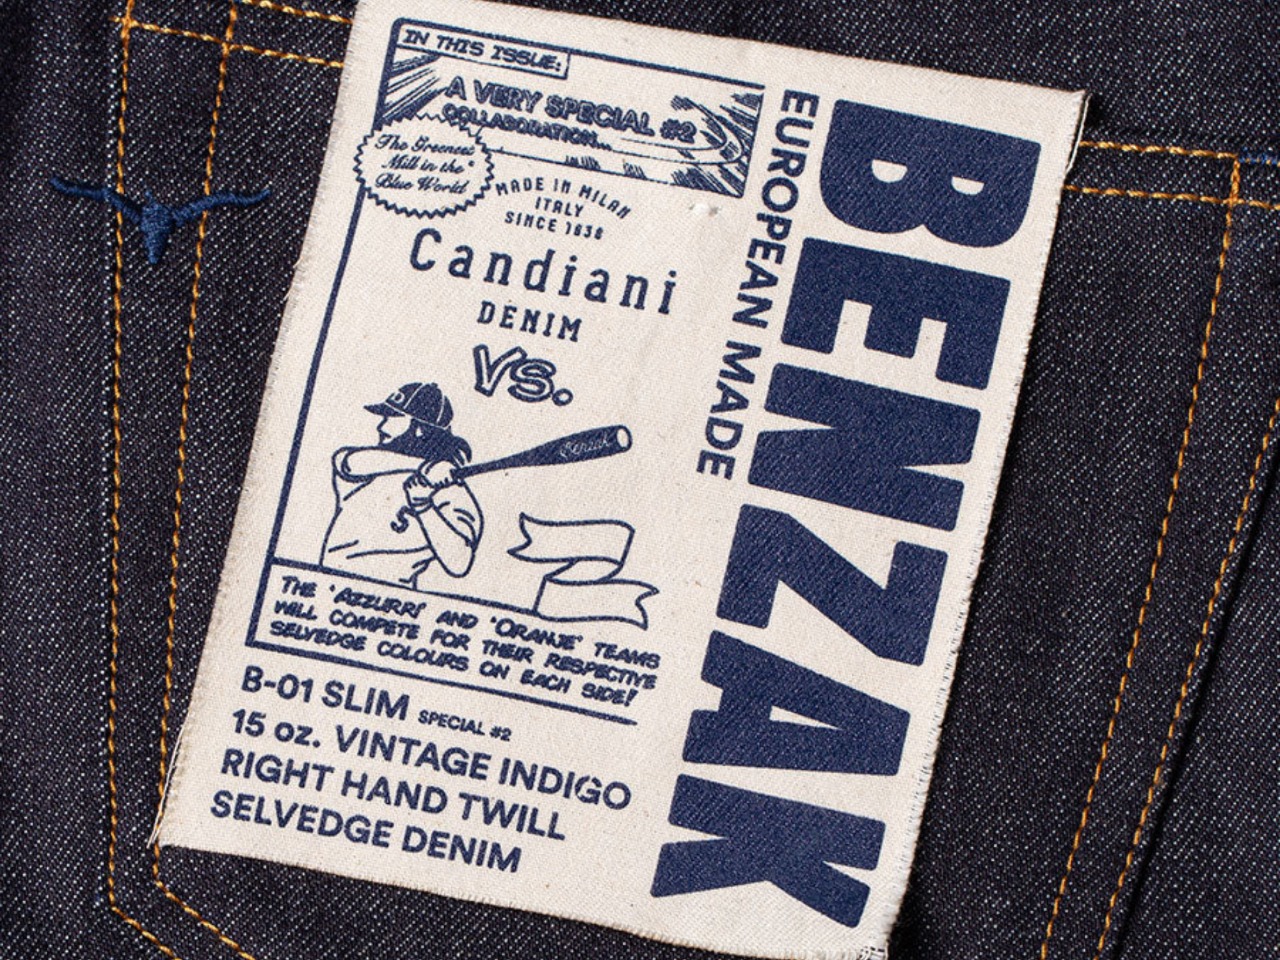 IN THIS ISSUE:
A VERY SPECIAL #2
COLLABORATION...
The Greenest
Mill in the
Blue World
MADE IN MILAN
ITALY
SINCE 1938
Candiani
DENIM
VS.
Benzak
S
THE 'AZZURRI' AND 'ORANJE' TEAMS
WILL COMPETE FOR THEIR RESPECTIVE
SELVEDGE COLOURS ON EACH SIDE!
B-01 SLIM SPECIAL #2
15 oz. VINTAGE INDIGO
RIGHT HAND TWILL
SELVEDGE DENIM
EUROPEAN MADE
BENZAK